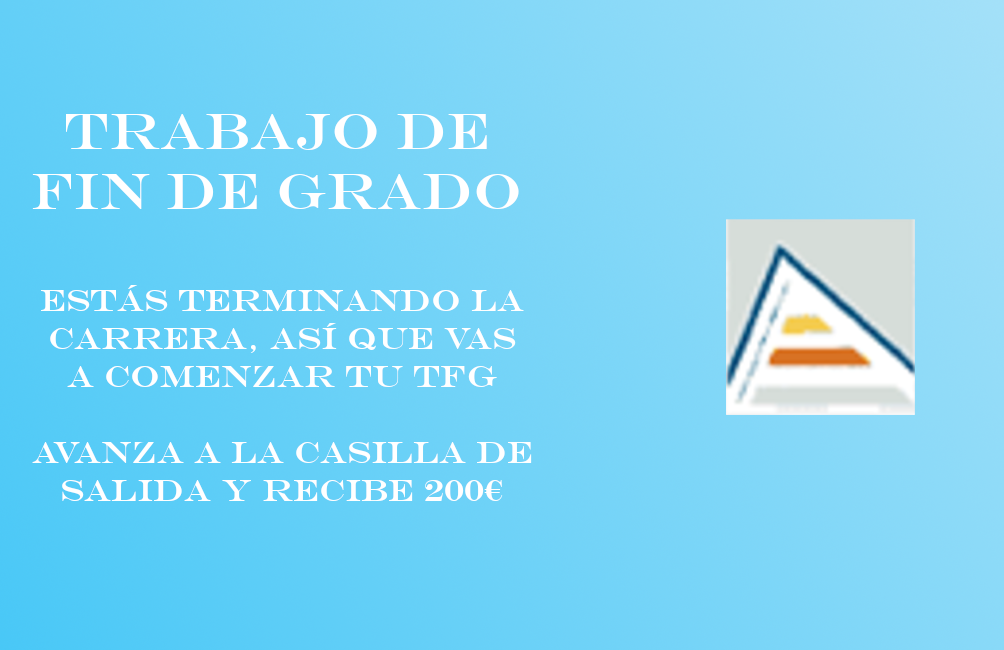 TRABAJO DE
FIN DE GRADO
ESTÁS TERMINANDO LA
CARRERA, ASÍ QUE VAS
A COMENZAR TU TFG
AVANZA A LA CASILLA DE
SALIDA Y RECIBE 200€